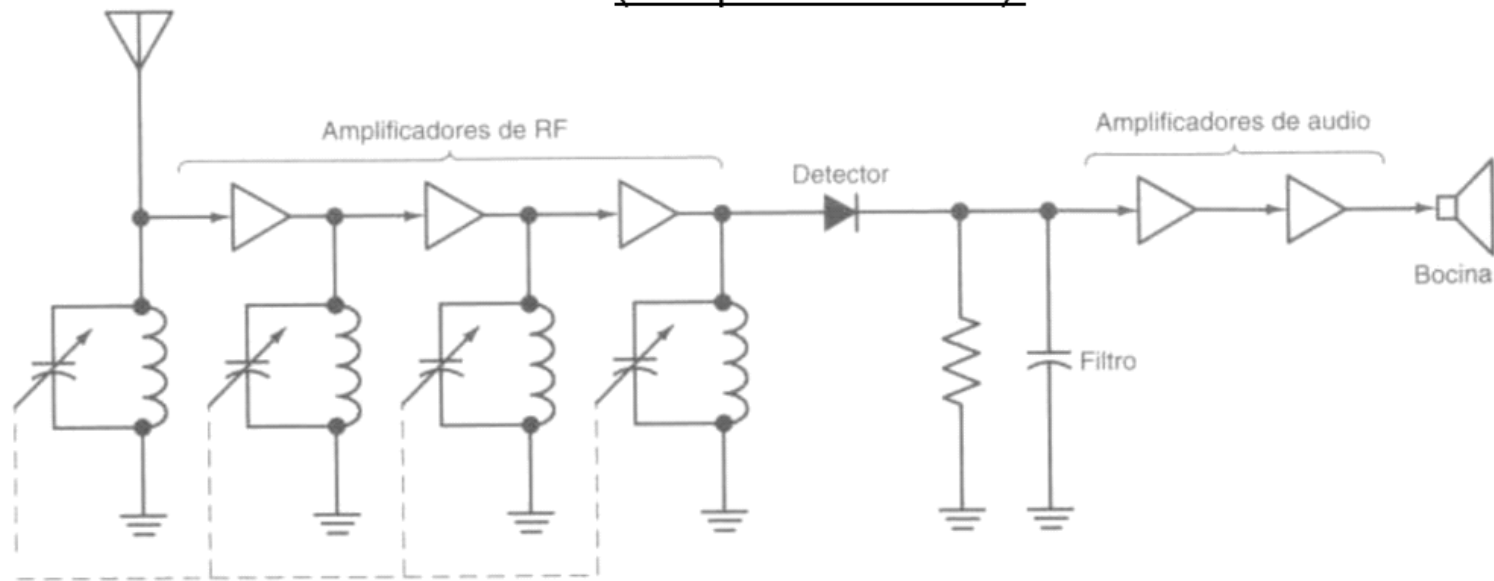 Amplificadores de RF
Amplificadores de audio
Detector
Bocina
Filtro